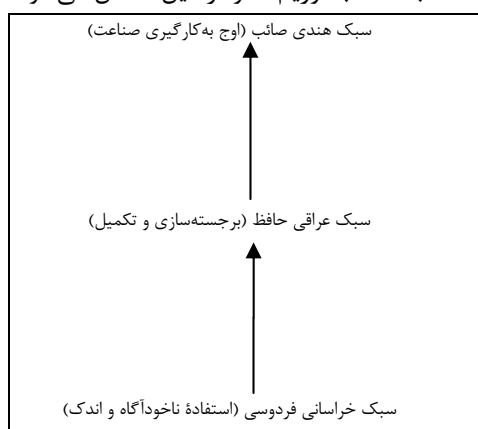 سبک هندی صائب (اوج به‌کارگیری صناعت)
سبک عراقی حافظ (برجسته‌سازی و تکمیل)
سبک خراسانی فردوسی (استفادهٔ ناخودآگاه و اندک)